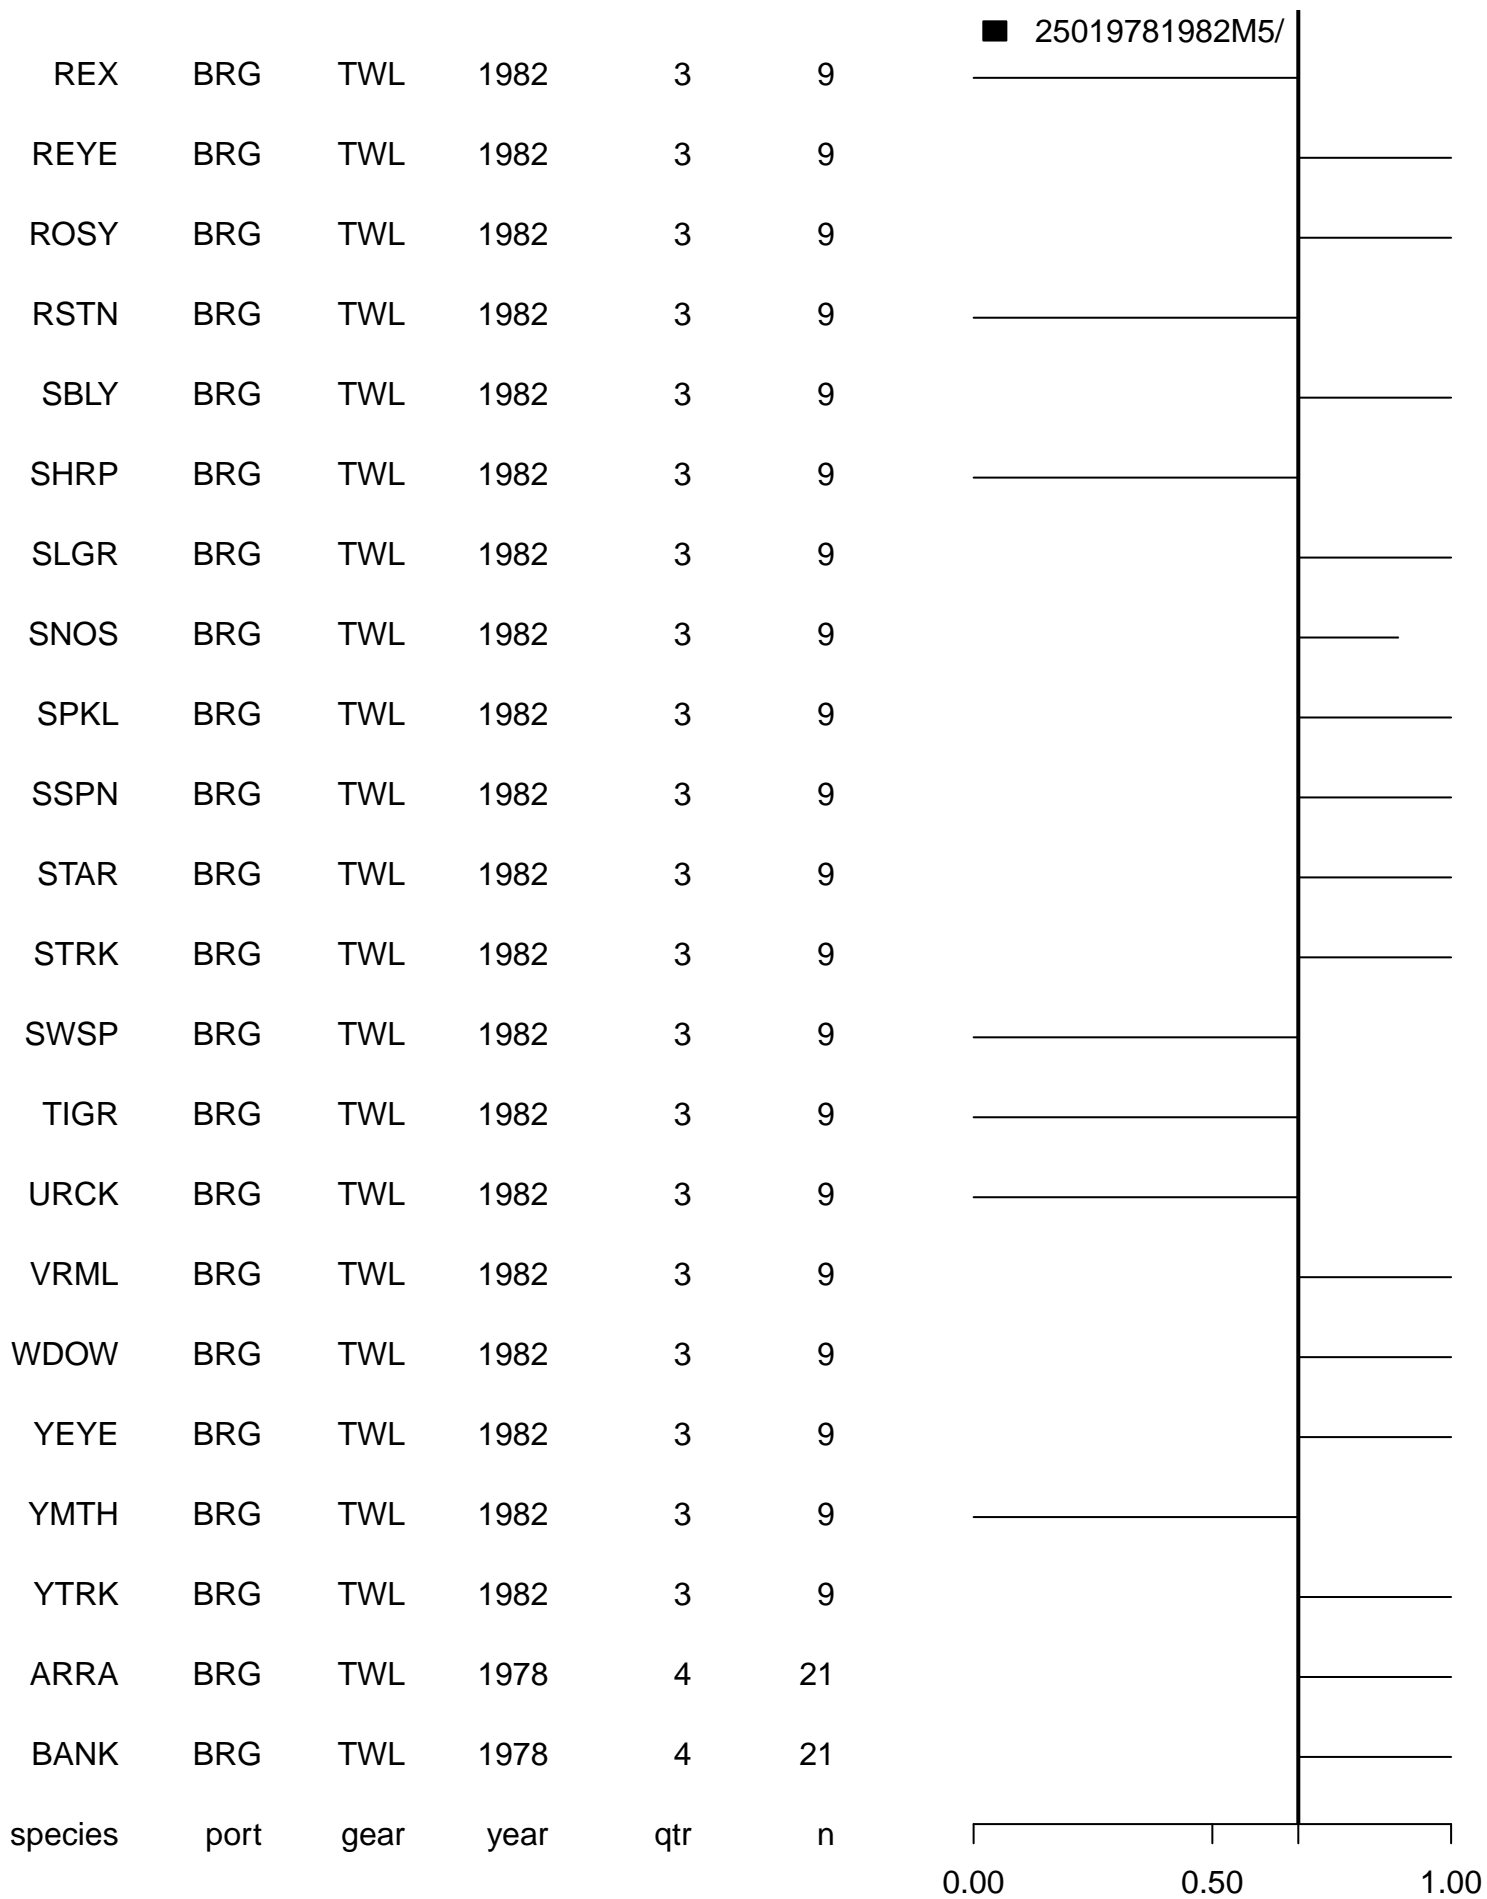 25019781982M5/
REX BRG TWL 1982 3 9
REYE BRG TWL 1982 3 9
ROSY BRG TWL 1982 3 9
RSTN BRG TWL 1982 3 9
SBLY BRG TWL 1982 3 9
SHRP BRG TWL 1982 3 9
SLGR BRG TWL 1982 3 9
SNOS BRG TWL 1982 3 9
SPKL BRG TWL 1982 3 9
SSPN BRG TWL 1982 3 9
STAR BRG TWL 1982 3 9
STRK BRG TWL 1982 3 9
SWSP BRG TWL 1982 3 9
TIGR BRG TWL 1982 3 9
URCK BRG TWL 1982 3 9
VRML BRG TWL 1982 3 9
WDOW BRG TWL 1982 3 9
YEYE BRG TWL 1982 3 9
YMTH BRG TWL 1982 3 9
YTRK BRG TWL 1982 3 9
ARRA BRG TWL 1978 4 21
BANK BRG TWL 1978 4 21
species port gear year qtr n
0.00 0.50 1.00